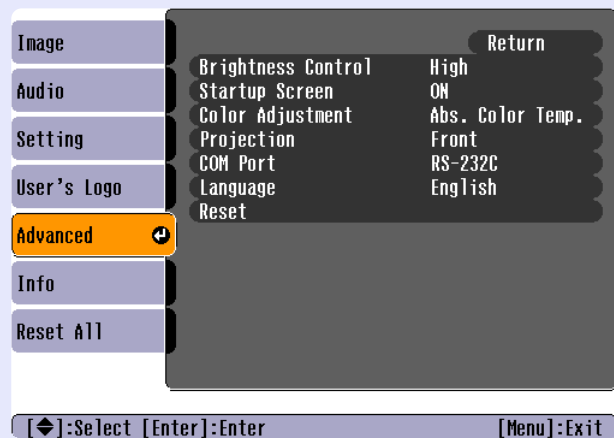 Image
Audio
Setting
User's Logo
Advanced
Info
Reset All
Return
Brightness Control High
Startup Screen ON
Color Adjustment Abs. Color Temp.
Projection Front
COM Port RS-232C
Language English
Reset
[◆]:Select [Enter]:Enter [Menu]:Exit